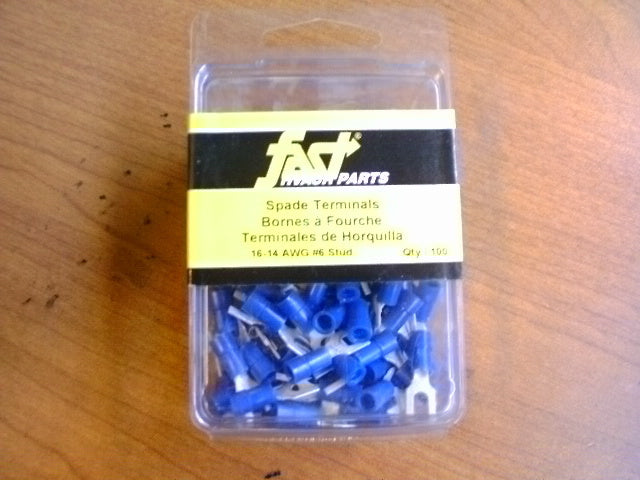 fast®
HVACR PARTS
Spade Terminals
Bornes à Fourche
Terminales de Horquilla
16-14 AWG #6 Stud Qty - 100